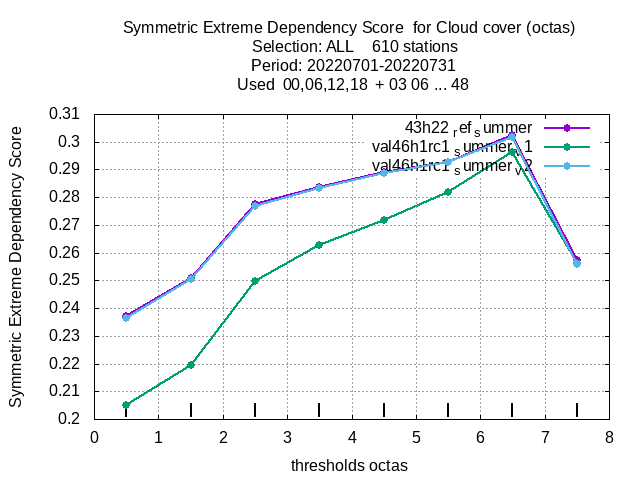 Symmetric Extreme Dependency Score  for Cloud cover (octas)
Selection: ALL    610 stations
Period: 20220701-20220731
Used  00,06,12,18  + 03 06 ... 48
Symmetric Extreme Dependency Score
0.31
0.3
0.29
0.28
0.27
0.26
0.25
0.24
0.23
0.22
0.21
0.2
43h22_ref_summer
val46h1rc1_summer_v1
val46h1rc1_summer_v2
0 1 2 3 4 5 6 7 8
thresholds octas